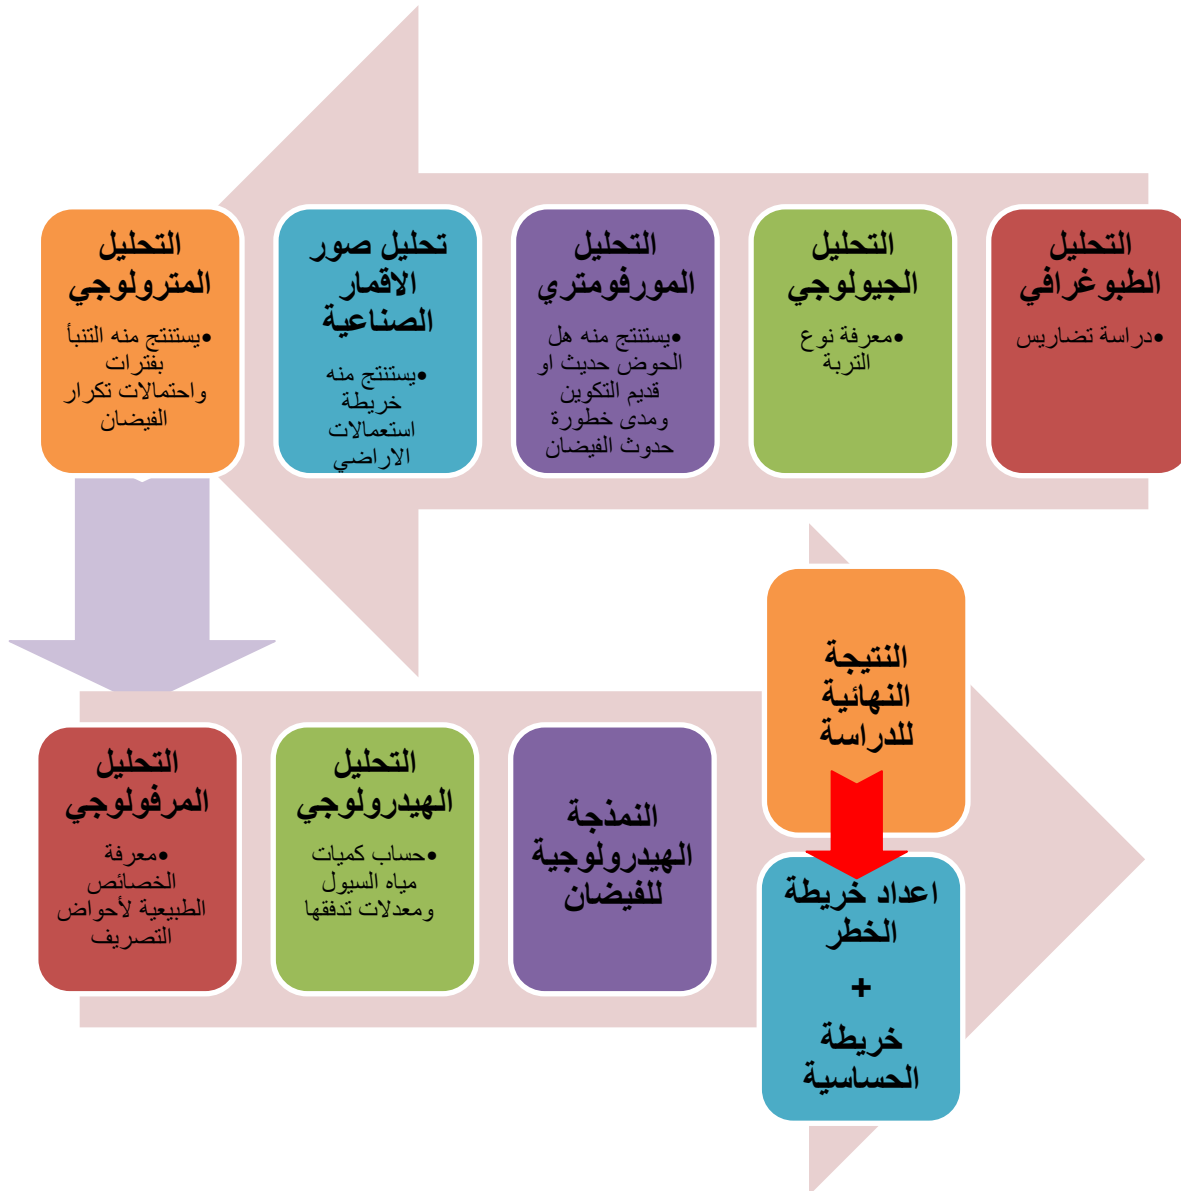 التحليل
الطبوغرافي
•دراسة تضاريس
التحليل
الجيولوجي
•معرفة نوع
التربة
التحليل
المورفومتري
•يستنتج منه هل
الحوض حديث او
قديم التكوين
ومدى خطورة
حدوث الفيضان
تحليل صور
الاقمار
الصناعية
•يستنتج منه
خريطة
استعمالات
الاراضي
التحليل
المترولوجي
•يستنتج منه التنبأ
بفترات
واحتمالات تكرار
الفيضان
التحليل
المرفولوجي
•معرفة
الخصائص
الطبيعية لأحواض
التصريف
التحليل
الهيدرولوجي
•حساب كميات
مياه السيول
ومعدلات تدفقها
النمذجة
الهيدرولوجية
للفيضان
النتيجة
النهائية
للدراسة
اعداد خريطة
الخطر
+
خريطة
الحساسية